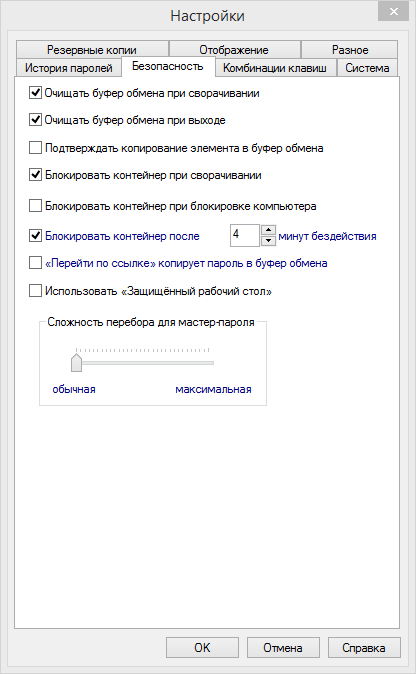 Настройки
Резервные копии Отображение Разное
История паролей Безопасность Комбинации клавиш Система
Очищать буфер обмена при сворачивании
Очищать буфер обмена при выходе
Подтверждать копирование элемента в буфер обмена
Блокировать контейнер при сворачивании
Блокировать контейнер при блокировке компьютера
Блокировать контейнер после 4 минут бездействия
«Перейти по ссылке» копирует пароль в буфер обмена
Использовать «Защищённый рабочий стол»
Сложность перебора для мастер-пароля
обычная максимальная
OK Отмена Справка